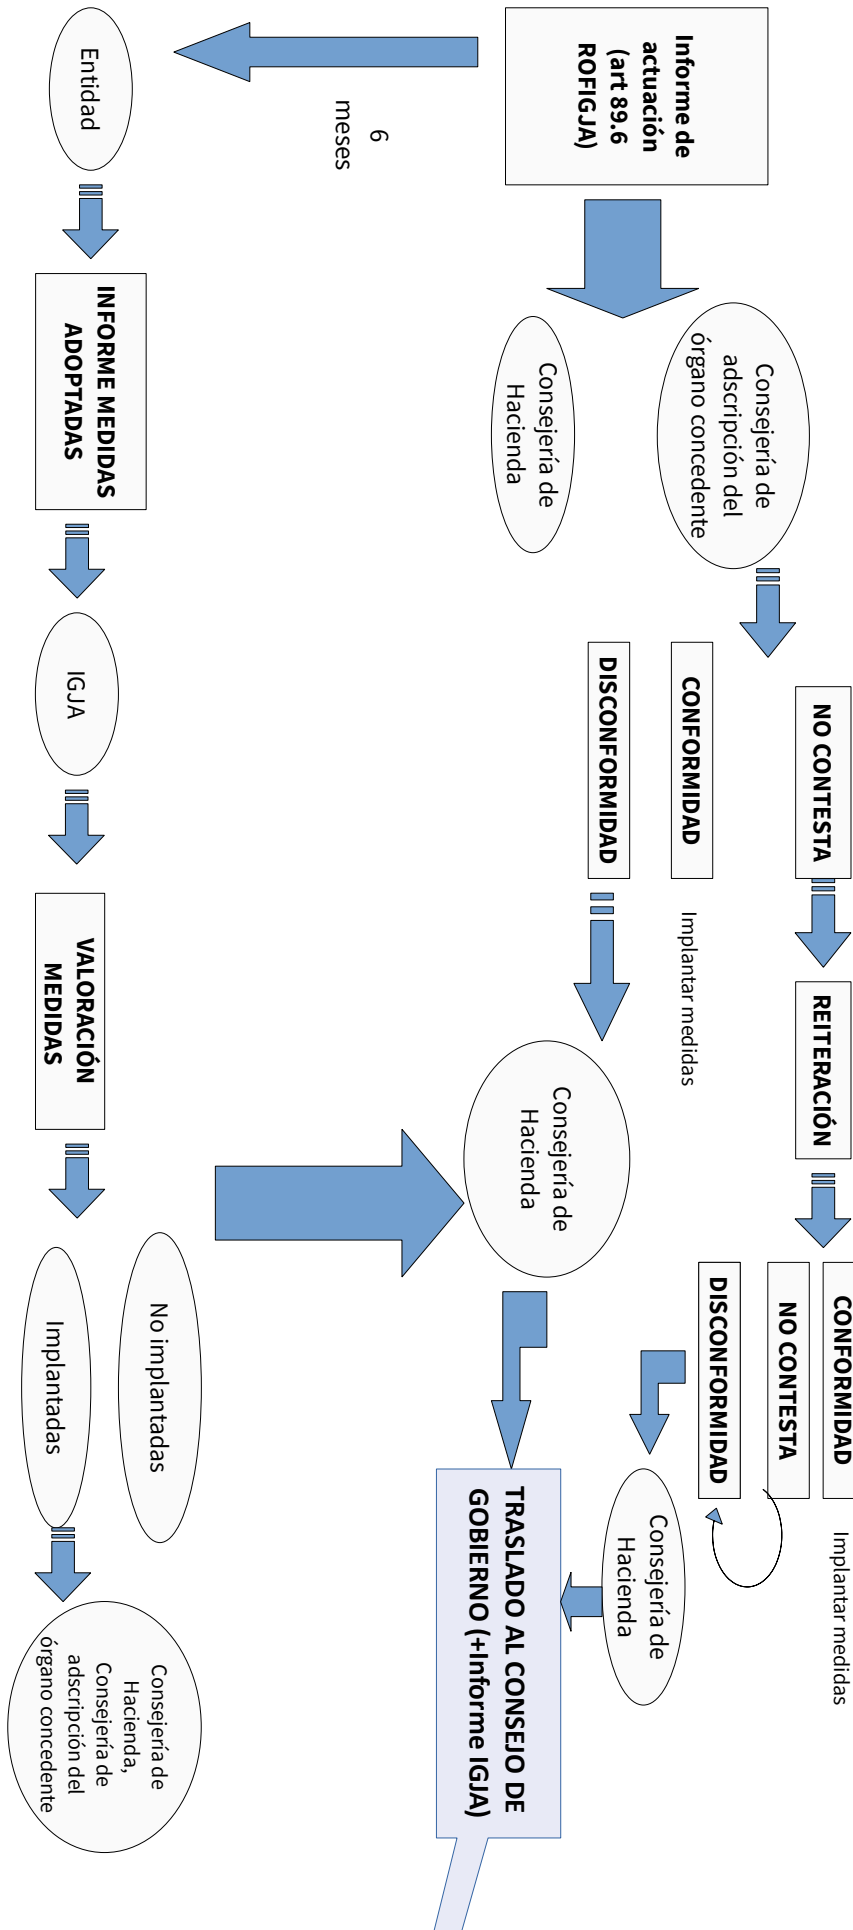 Informe de
actuación
(art 89.6
ROFIGJA)
6
meses
Entidad
INFORME MEDIDAS
ADOPTADAS
IGJA
VALORACIÓN
MEDIDAS
No implantadas
Implantadas
Consejería de
Hacienda,
Consejería de
adscripción del
órgano concedente
Consejería de
adscripción del
órgano concedente
Consejería de
Hacienda
NO CONTESTA
REITERACIÓN
CONFORMIDAD
Implantar medidas
NO CONTESTA
DISCONFORMIDAD
Consejería de
Hacienda
CONFORMIDAD
Implantar medidas
DISCONFORMIDAD
Consejería de
Hacienda
TRASLADO AL CONSEJO DE
GOBIERNO (+Informe IGJA)